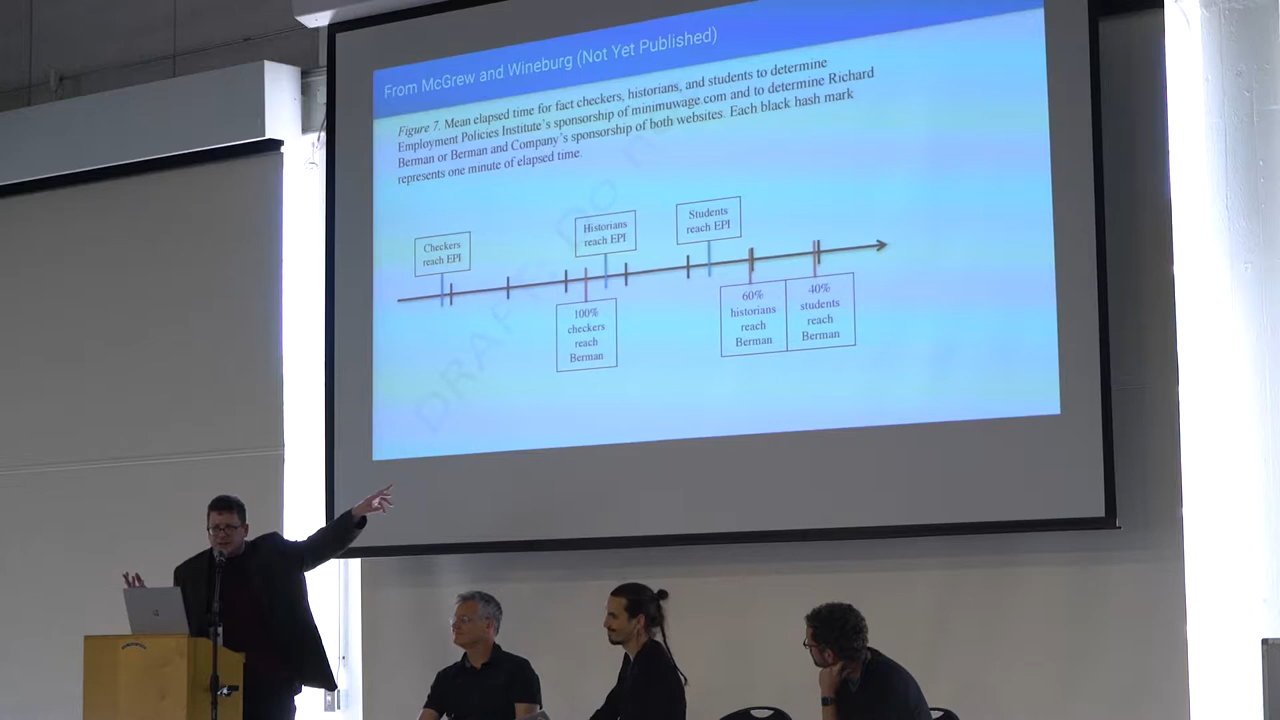 From McGrew and Wineburg (Not Yet Published)
Figure 7. Mean elapsed time for fact checkers, historians, and students to determine
Employment Policies Institute's sponsorship of minimuwage.com and to determine Richard
Berman or Berman and Company's sponsorship of both websites. Each black hash mark
represents one minute of elapsed time.
Checkers
reach EPI
Historians
reach EPI
Students
reach EPI
100%
checkers
reach
Berman
60%
historians
reach
Berman
40%
students
reach
Berman